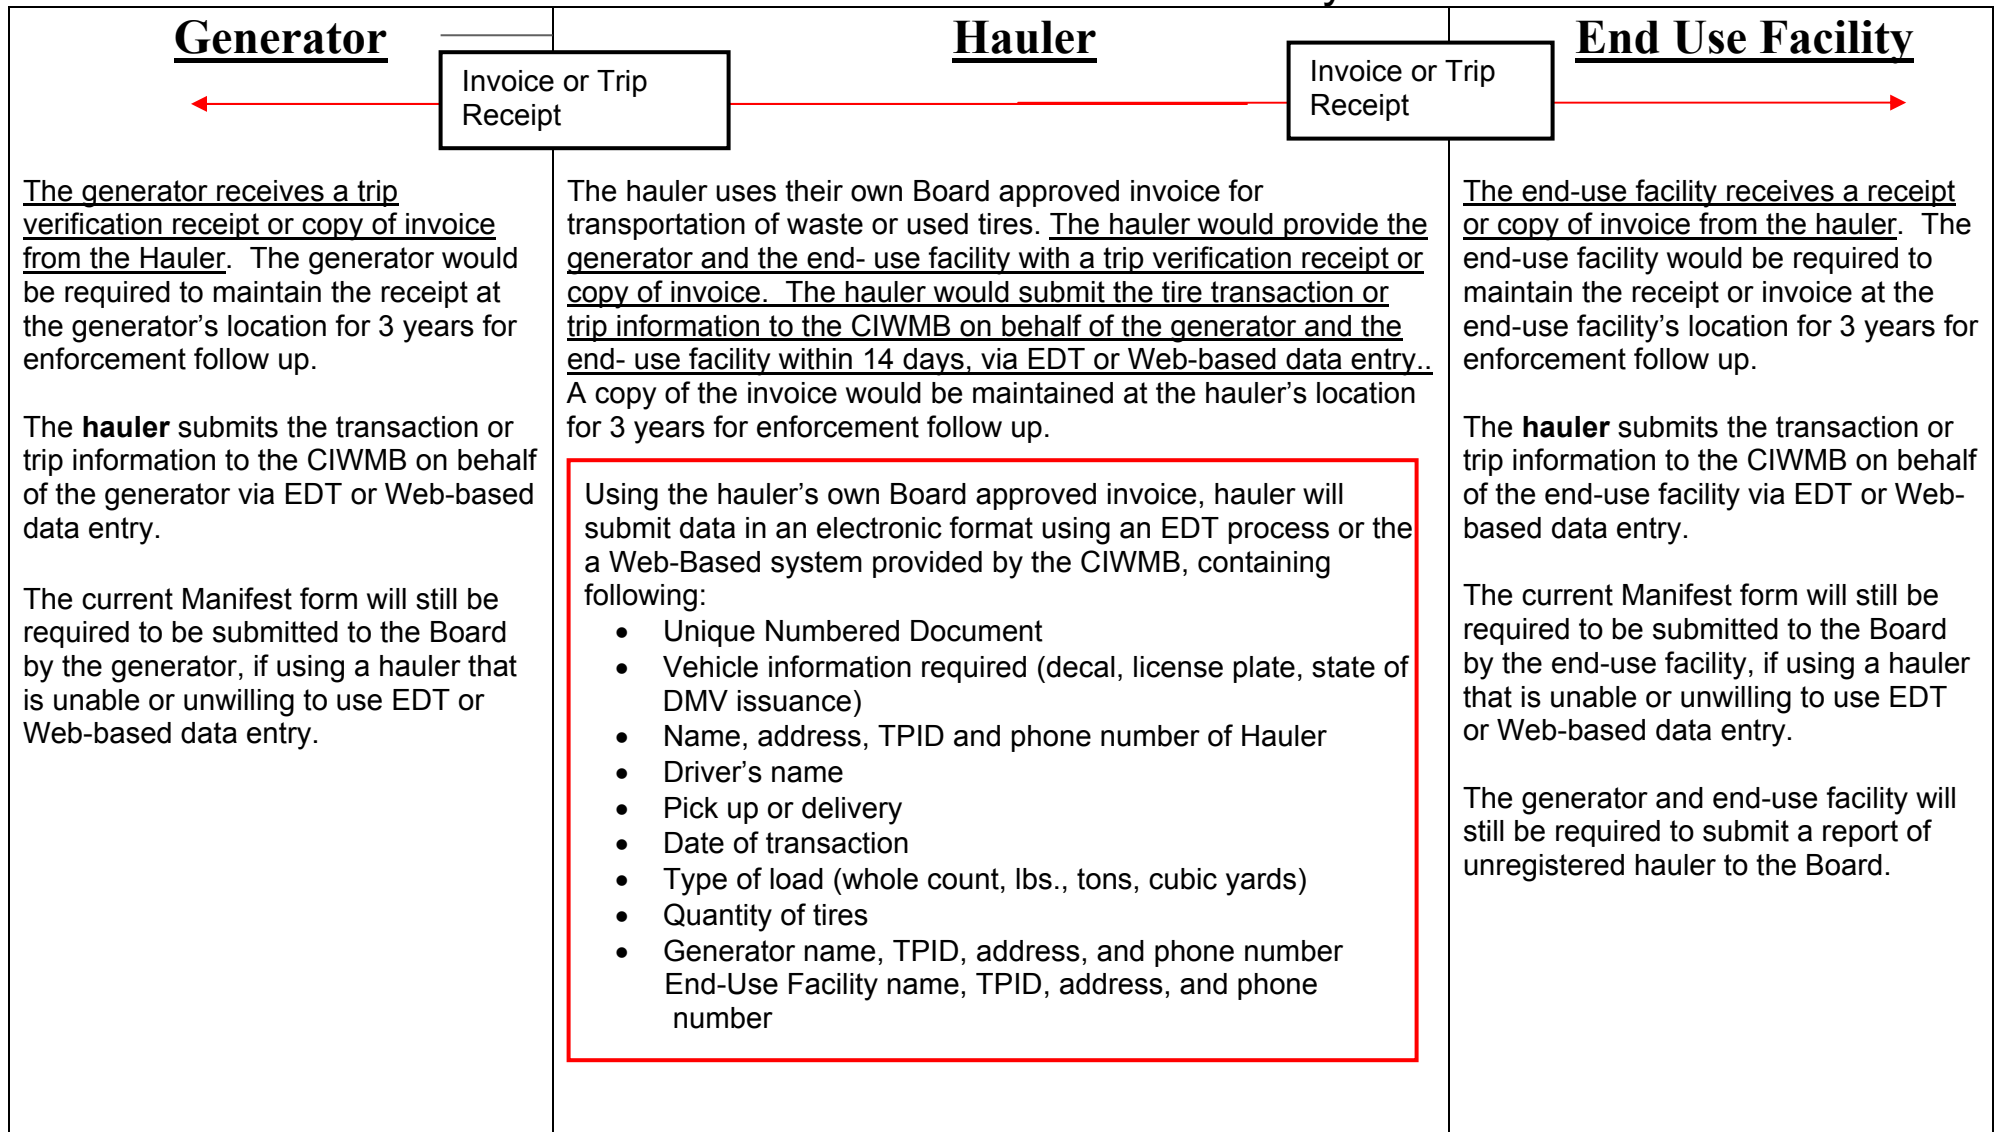 Generator
Hauler
End Use Facility
Invoice or Trip
Receipt
Invoice or Trip
Receipt
The generator receives a trip
verification receipt or copy of invoice
from the Hauler.  The generator would
be required to maintain the receipt at
the generator’s location for 3 years for
enforcement follow up.
The hauler submits the transaction or
trip information to the CIWMB on behalf
of the generator via EDT or Web-based
data entry.
The current Manifest form will still be
required to be submitted to the Board
by the generator, if using a hauler that
is unable or unwilling to use EDT or
Web-based data entry.
The hauler uses their own Board approved invoice for
transportation of waste or used tires. The hauler would provide the
generator and the end- use facility with a trip verification receipt or
copy of invoice.  The hauler would submit the tire transaction or
trip information to the CIWMB on behalf of the generator and the
end- use facility within 14 days, via EDT or Web-based data entry..
A copy of the invoice would be maintained at the hauler’s location
for 3 years for enforcement follow up.
Using the hauler’s own Board approved invoice, hauler will
submit data in an electronic format using an EDT process or the
a Web-Based system provided by the CIWMB, containing
following:
• Unique Numbered Document
• Vehicle information required (decal, license plate, state of
DMV issuance)
• Name, address, TPID and phone number of Hauler
• Driver’s name
• Pick up or delivery
• Date of transaction
• Type of load (whole count, lbs., tons, cubic yards)
• Quantity of tires
• Generator name, TPID, address, and phone number
End-Use Facility name, TPID, address, and phone
number
The end-use facility receives a receipt
or copy of invoice from the hauler.  The
end-use facility would be required to
maintain the receipt or invoice at the
end-use facility’s location for 3 years for
enforcement follow up.
The hauler submits the transaction or
trip information to the CIWMB on behalf
of the end-use facility via EDT or Web-
based data entry.
The current Manifest form will still be
required to be submitted to the Board
by the end-use facility, if using a hauler
that is unable or unwilling to use EDT
or Web-based data entry.
The generator and end-use facility will
still be required to submit a report of
unregistered hauler to the Board.